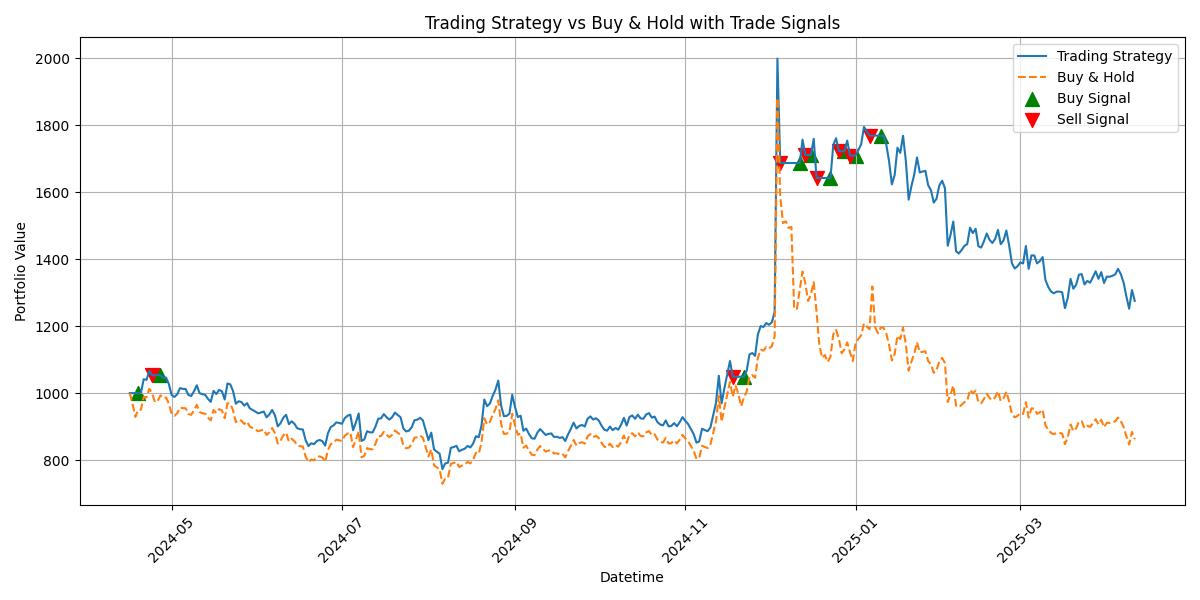 Trading Strategy vs Buy & Hold with Trade Signals
Trading Strategy
Buy & Hold
Buy Signal
Sell Signal
Portfolio Value
2000
1800
1600
1400
1200
1000
800
2024-05
2024-07
2024-09
2024-11
2025-01
2025-03
Datetime